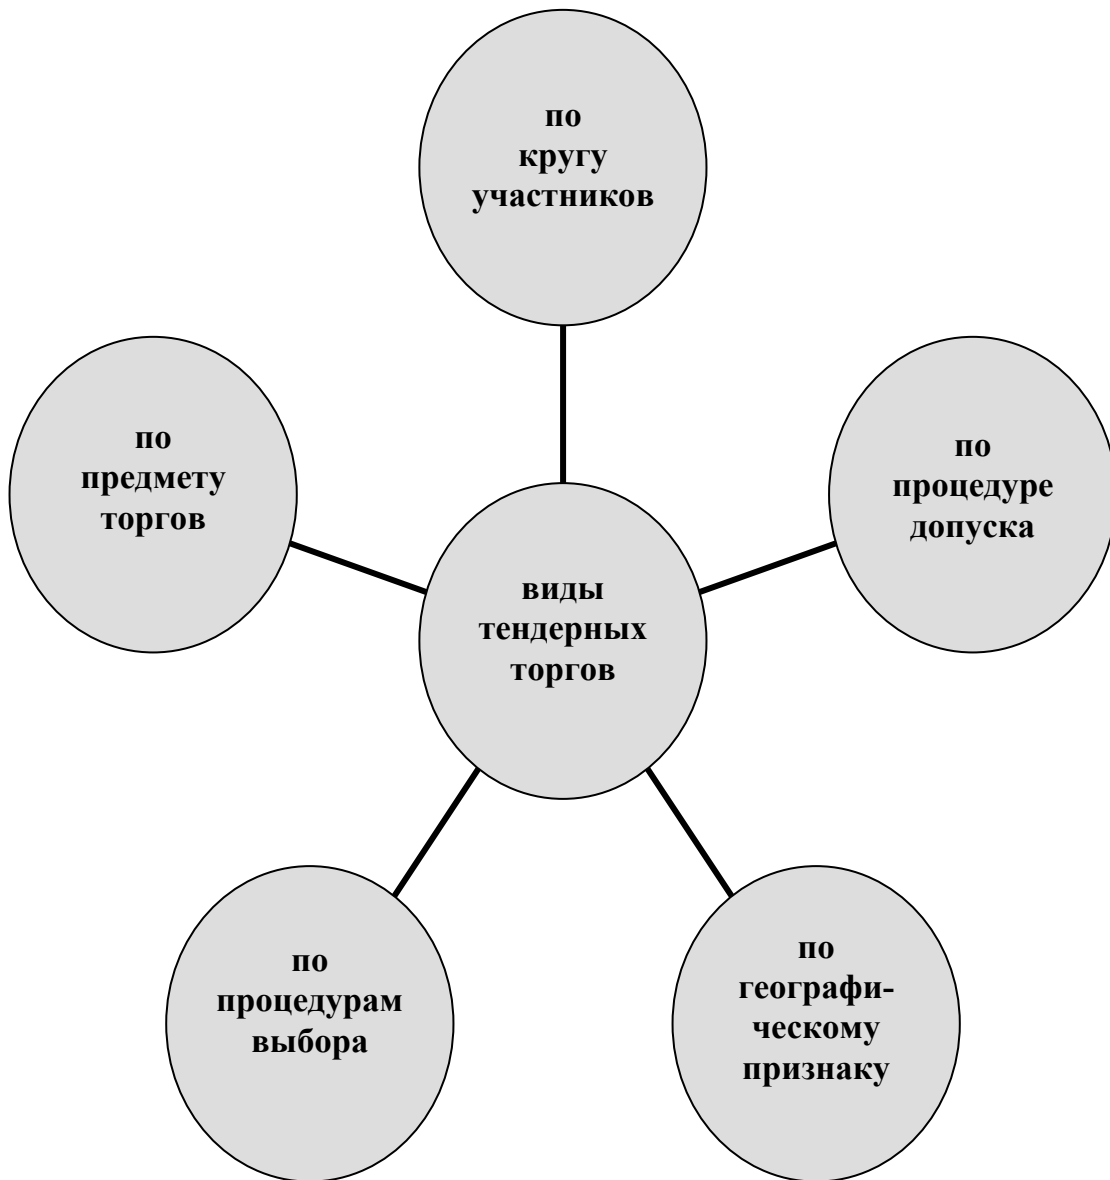 по
кругу
участников
по
предмету
торгов
по
процедуре
допуска
виды
тендерных
торгов
по
процедурам
выбора
по
географи-
ческому
признаку